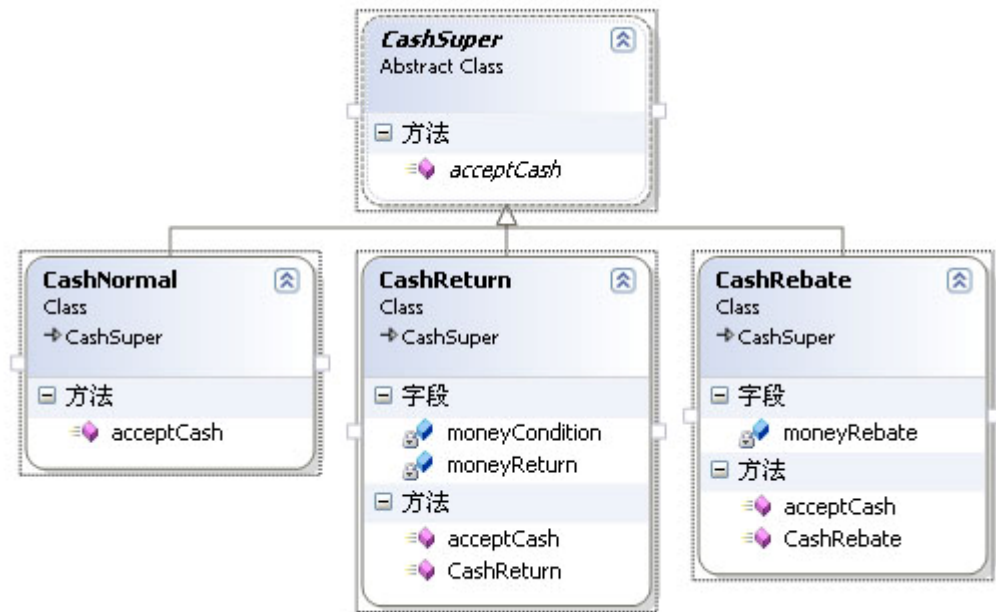 CashSuper
Abstract Class
方法
acceptCash
CashNormal
Class
CashSuper
方法
acceptCash
CashReturn
Class
CashSuper
字段
moneyCondition
moneyReturn
方法
acceptCash
CashReturn
CashRebate
Class
CashSuper
字段
moneyRebate
方法
acceptCash
CashRebate